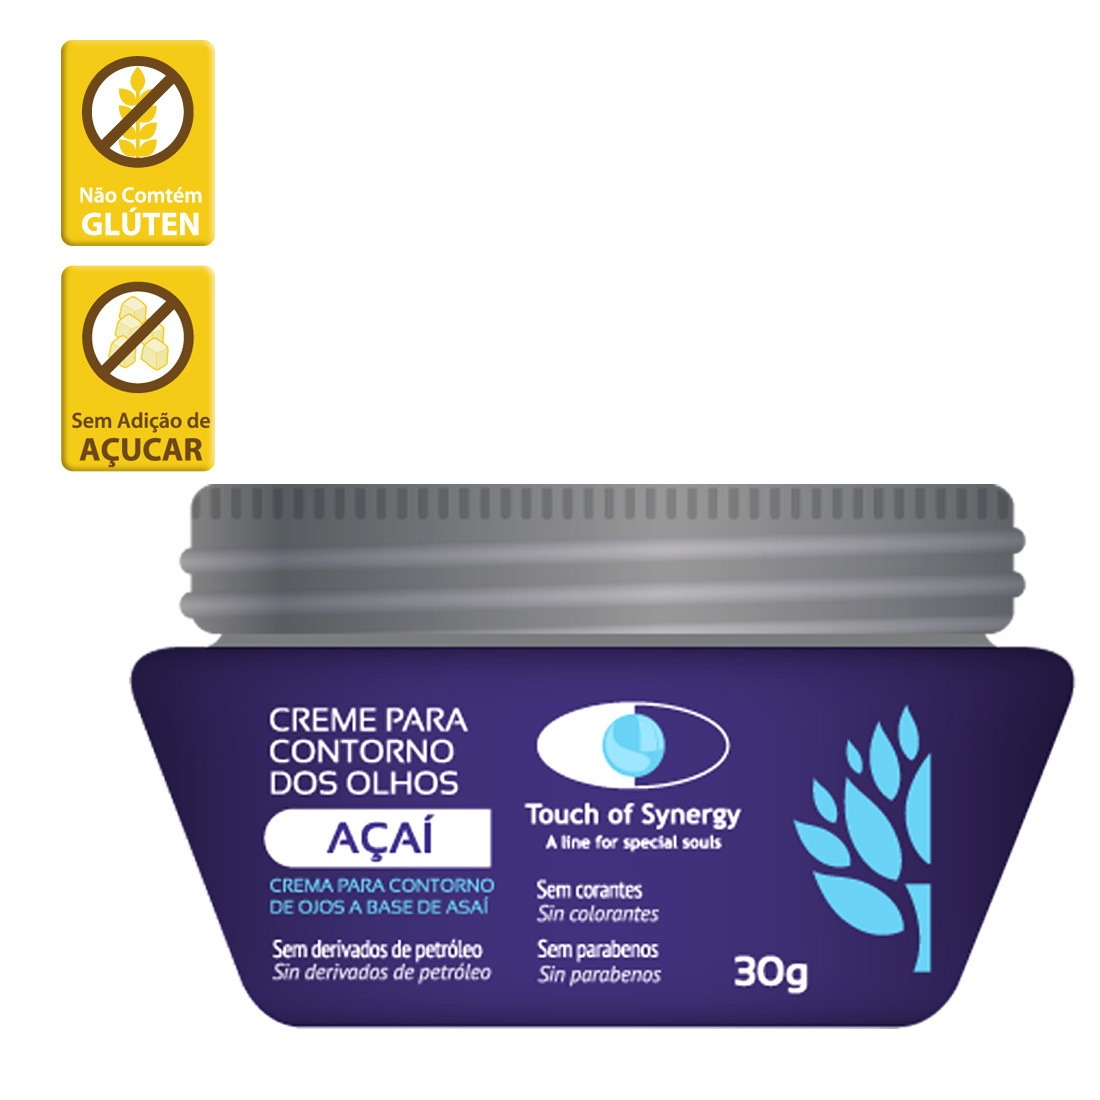 Não Comtém
GLÚTEN
Sem Adição de
AÇUCAR
CREME PARA
CONTORNO
DOS OLHOS
AÇAÍ
CREMA PARA CONTORNO
DE OJOS A BASE DE ASAÍ
Sem derivados de petróleo
Sin derivados de petróleo
Touch of Synergy
A line for special souls
Sem corantes
Sin colorantes
Sem parabenos
Sin parabenos
30g